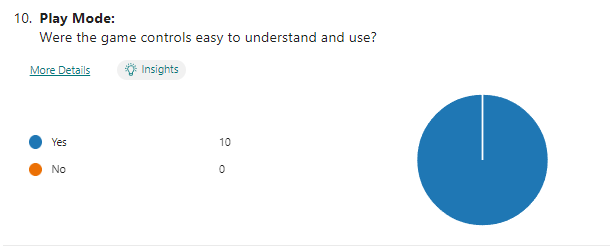 10. Play Mode:
Were the game controls easy to understand and use?
More Details
Insights
Yes 10
No 0